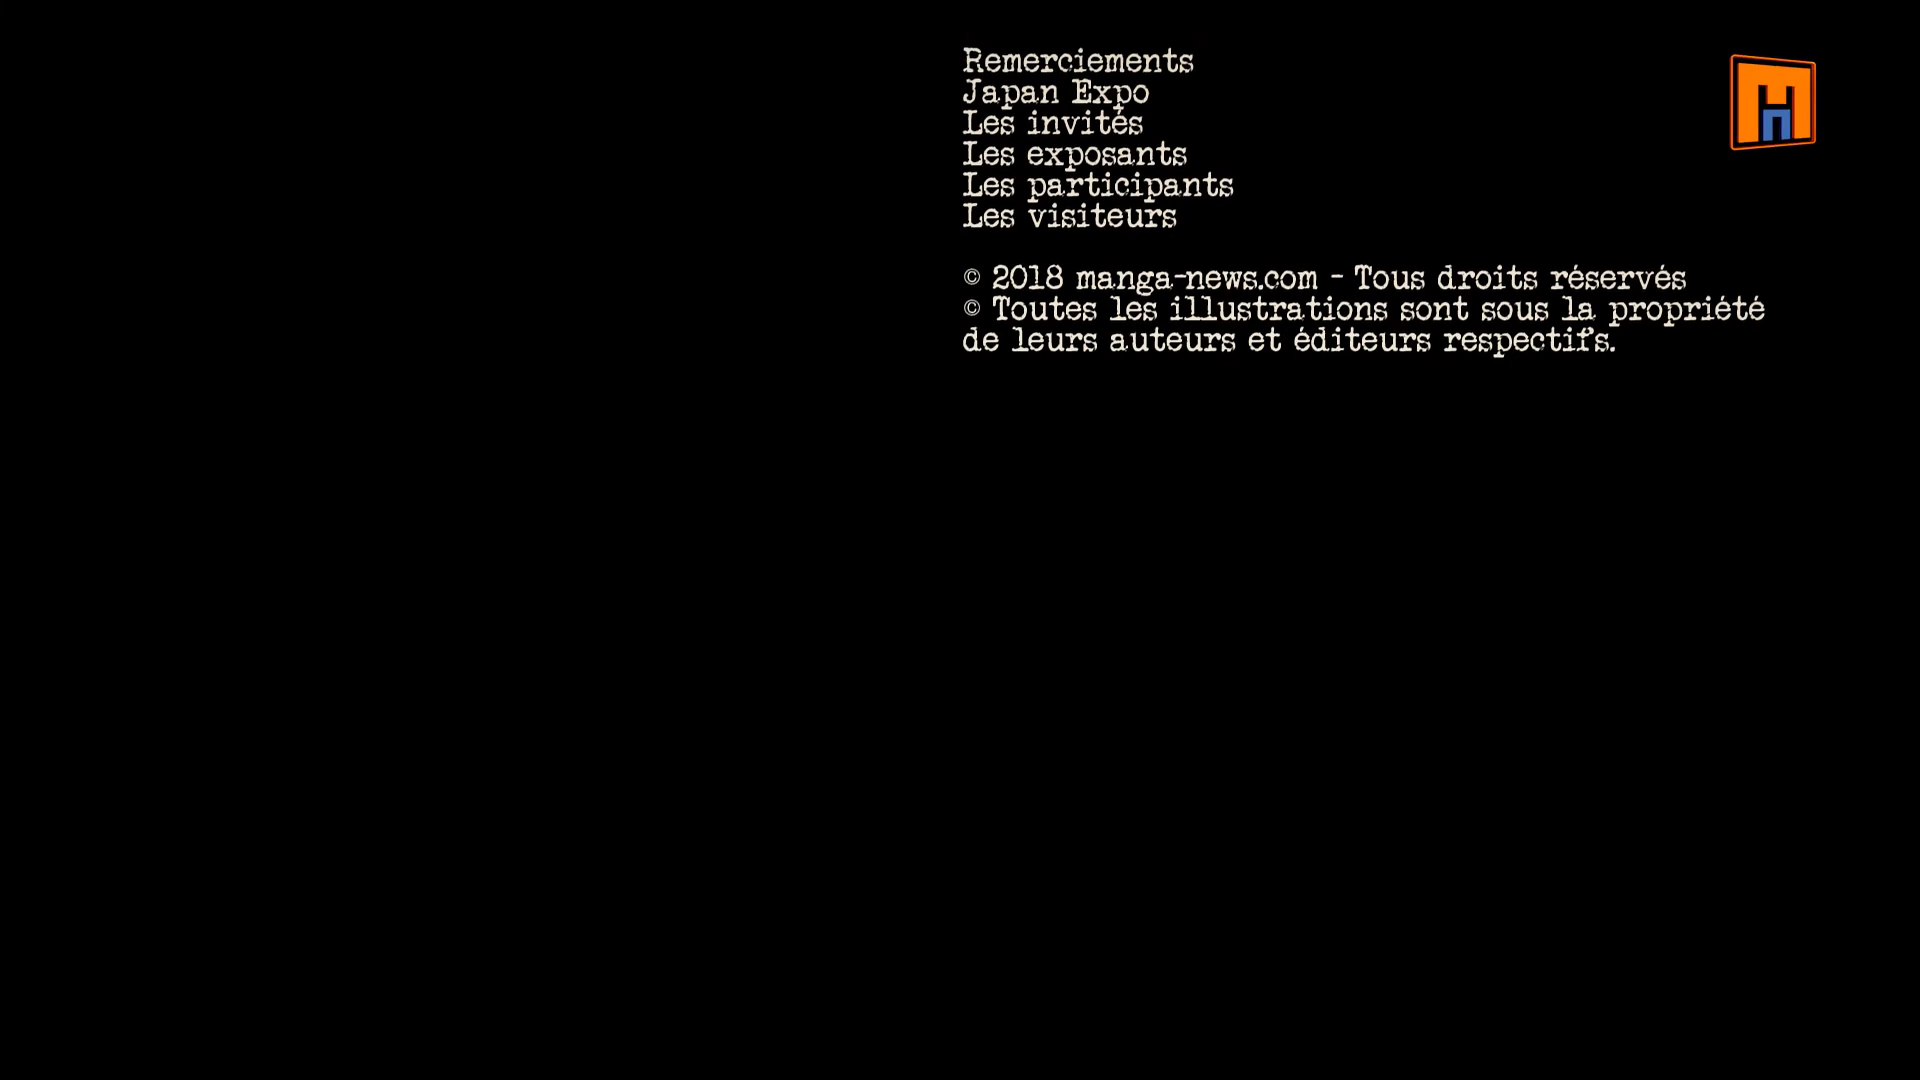 Remerciements
Japan Expo
Les invités
Les exposants
Les participants
Les visiteurs
© 2018 manga-news.com - Tous droits réservés
© Toutes les illustrations sont sous la propriété
de leurs auteurs et éditeurs respectifs.